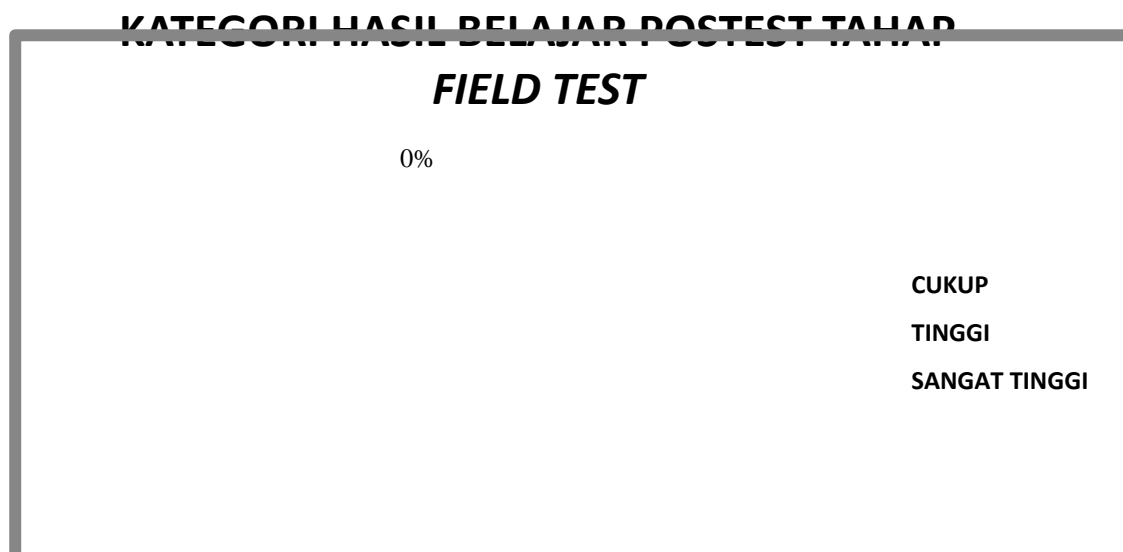 KATEGORI HASIL BELAJAR POSTEST TAHAP
FIELD TEST
0%
CUKUP
TINGGI
SANGAT TINGGI